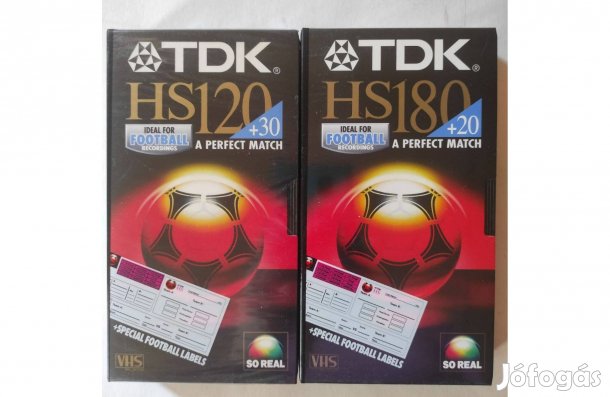 TDK®
HS120
+30
IDEAL FOR
FOOTBALL
RECORDINGS
A PERFECT MATCH
+SPECIAL FOOTBALL LABELS
VHS
SO REAL
TDK®
HS180
+20
IDEAL FOR
FOOTBALL
RECORDINGS
A PERFECT MATCH
+SPECIAL FOOTBALL LABELS
VHS
SO REAL
Jófogás